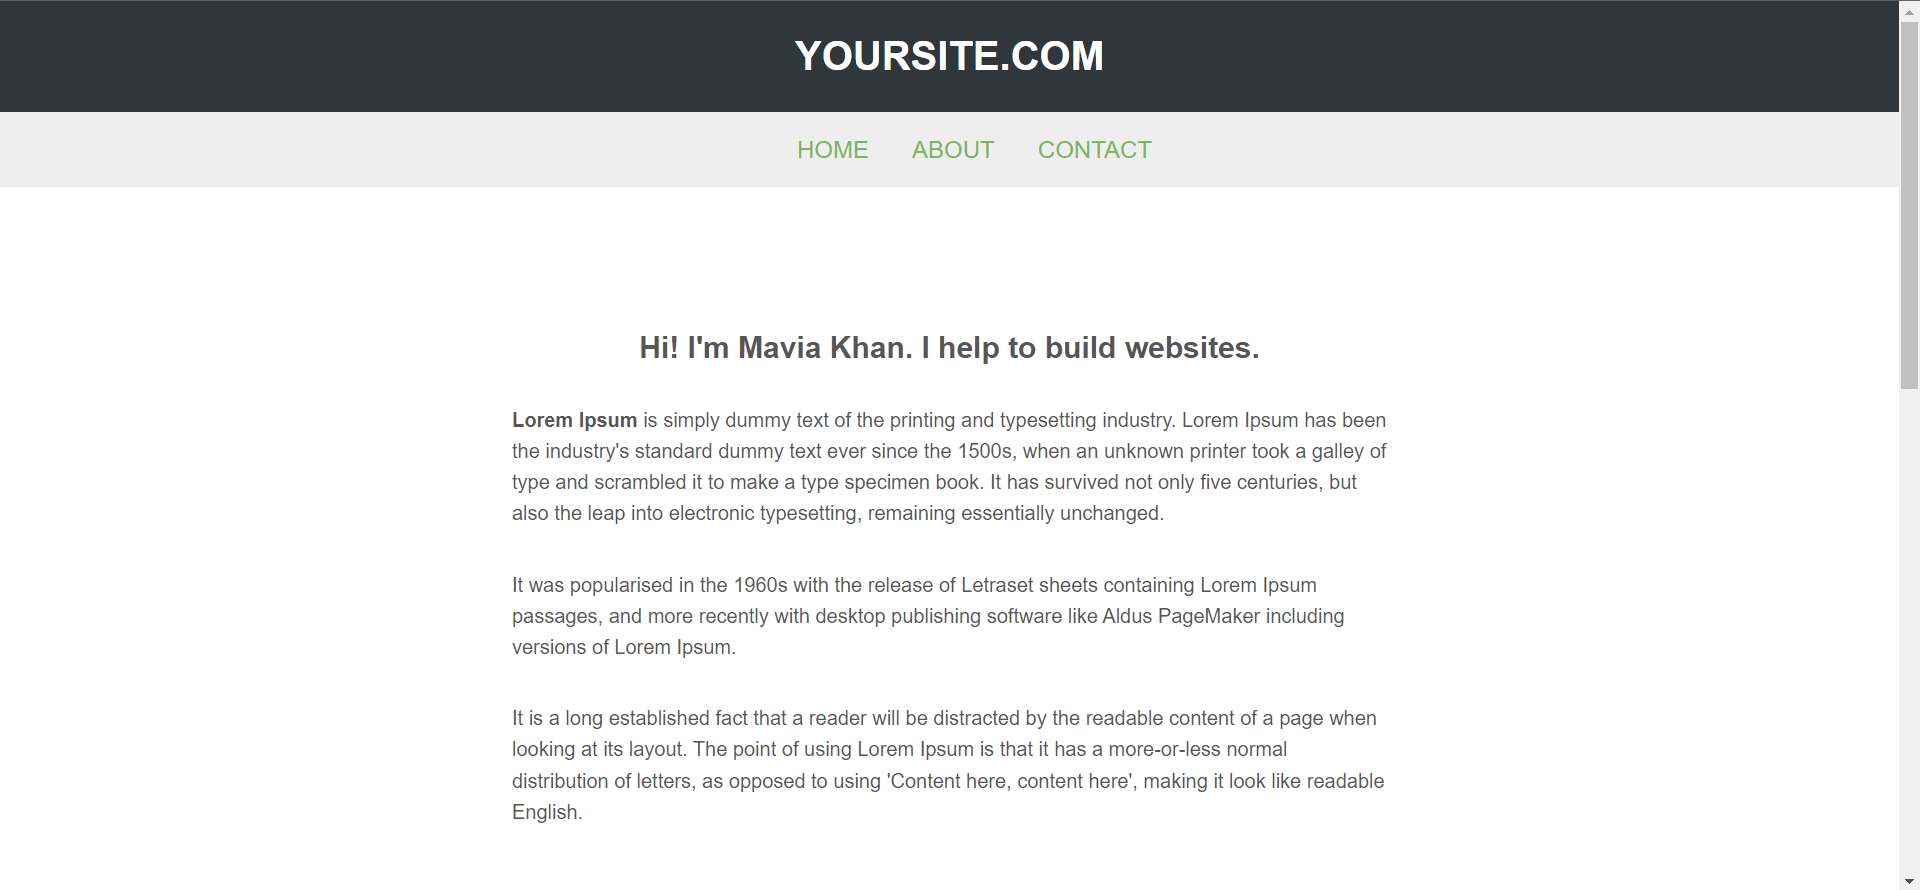 YOURSITE.COM
HOME ABOUT CONTACT
Hi! I'm Mavia Khan. I help to build websites.
Lorem Ipsum is simply dummy text of the printing and typesetting industry. Lorem Ipsum has been
the industry's standard dummy text ever since the 1500s, when an unknown printer took a galley of
type and scrambled it to make a type specimen book. It has survived not only five centuries, but
also the leap into electronic typesetting, remaining essentially unchanged.
It was popularised in the 1960s with the release of Letraset sheets containing Lorem Ipsum
passages, and more recently with desktop publishing software like Aldus PageMaker including
versions of Lorem Ipsum.
It is a long established fact that a reader will be distracted by the readable content of a page when
looking at its layout. The point of using Lorem Ipsum is that it has a more-or-less normal
distribution of letters, as opposed to using 'Content here, content here', making it look like readable
English.